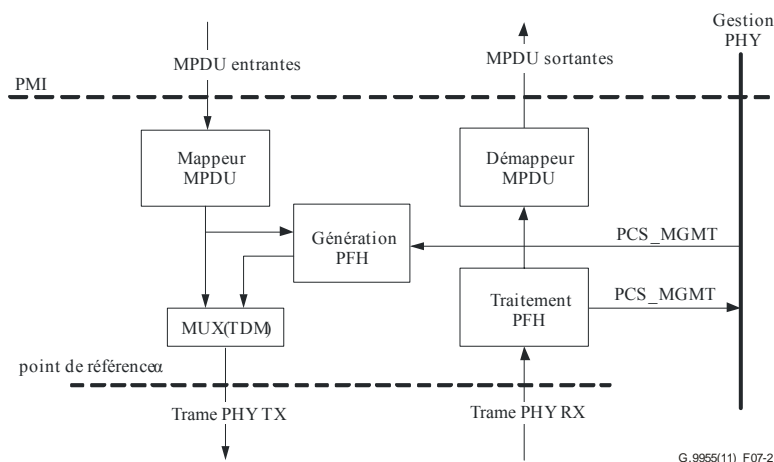 Gestion
PHY
MPDU entrantes
MPDU sortantes
PMI
Mappeur
MPDU
Démappeur
MPDU
Génération
PFH
PCS_MGMT
Traitement
PFH
PCS_MGMT
MUX(TDM)
point de référenceα
Trame PHY TX
Trame PHY RX
G.9955(11)_F07-2